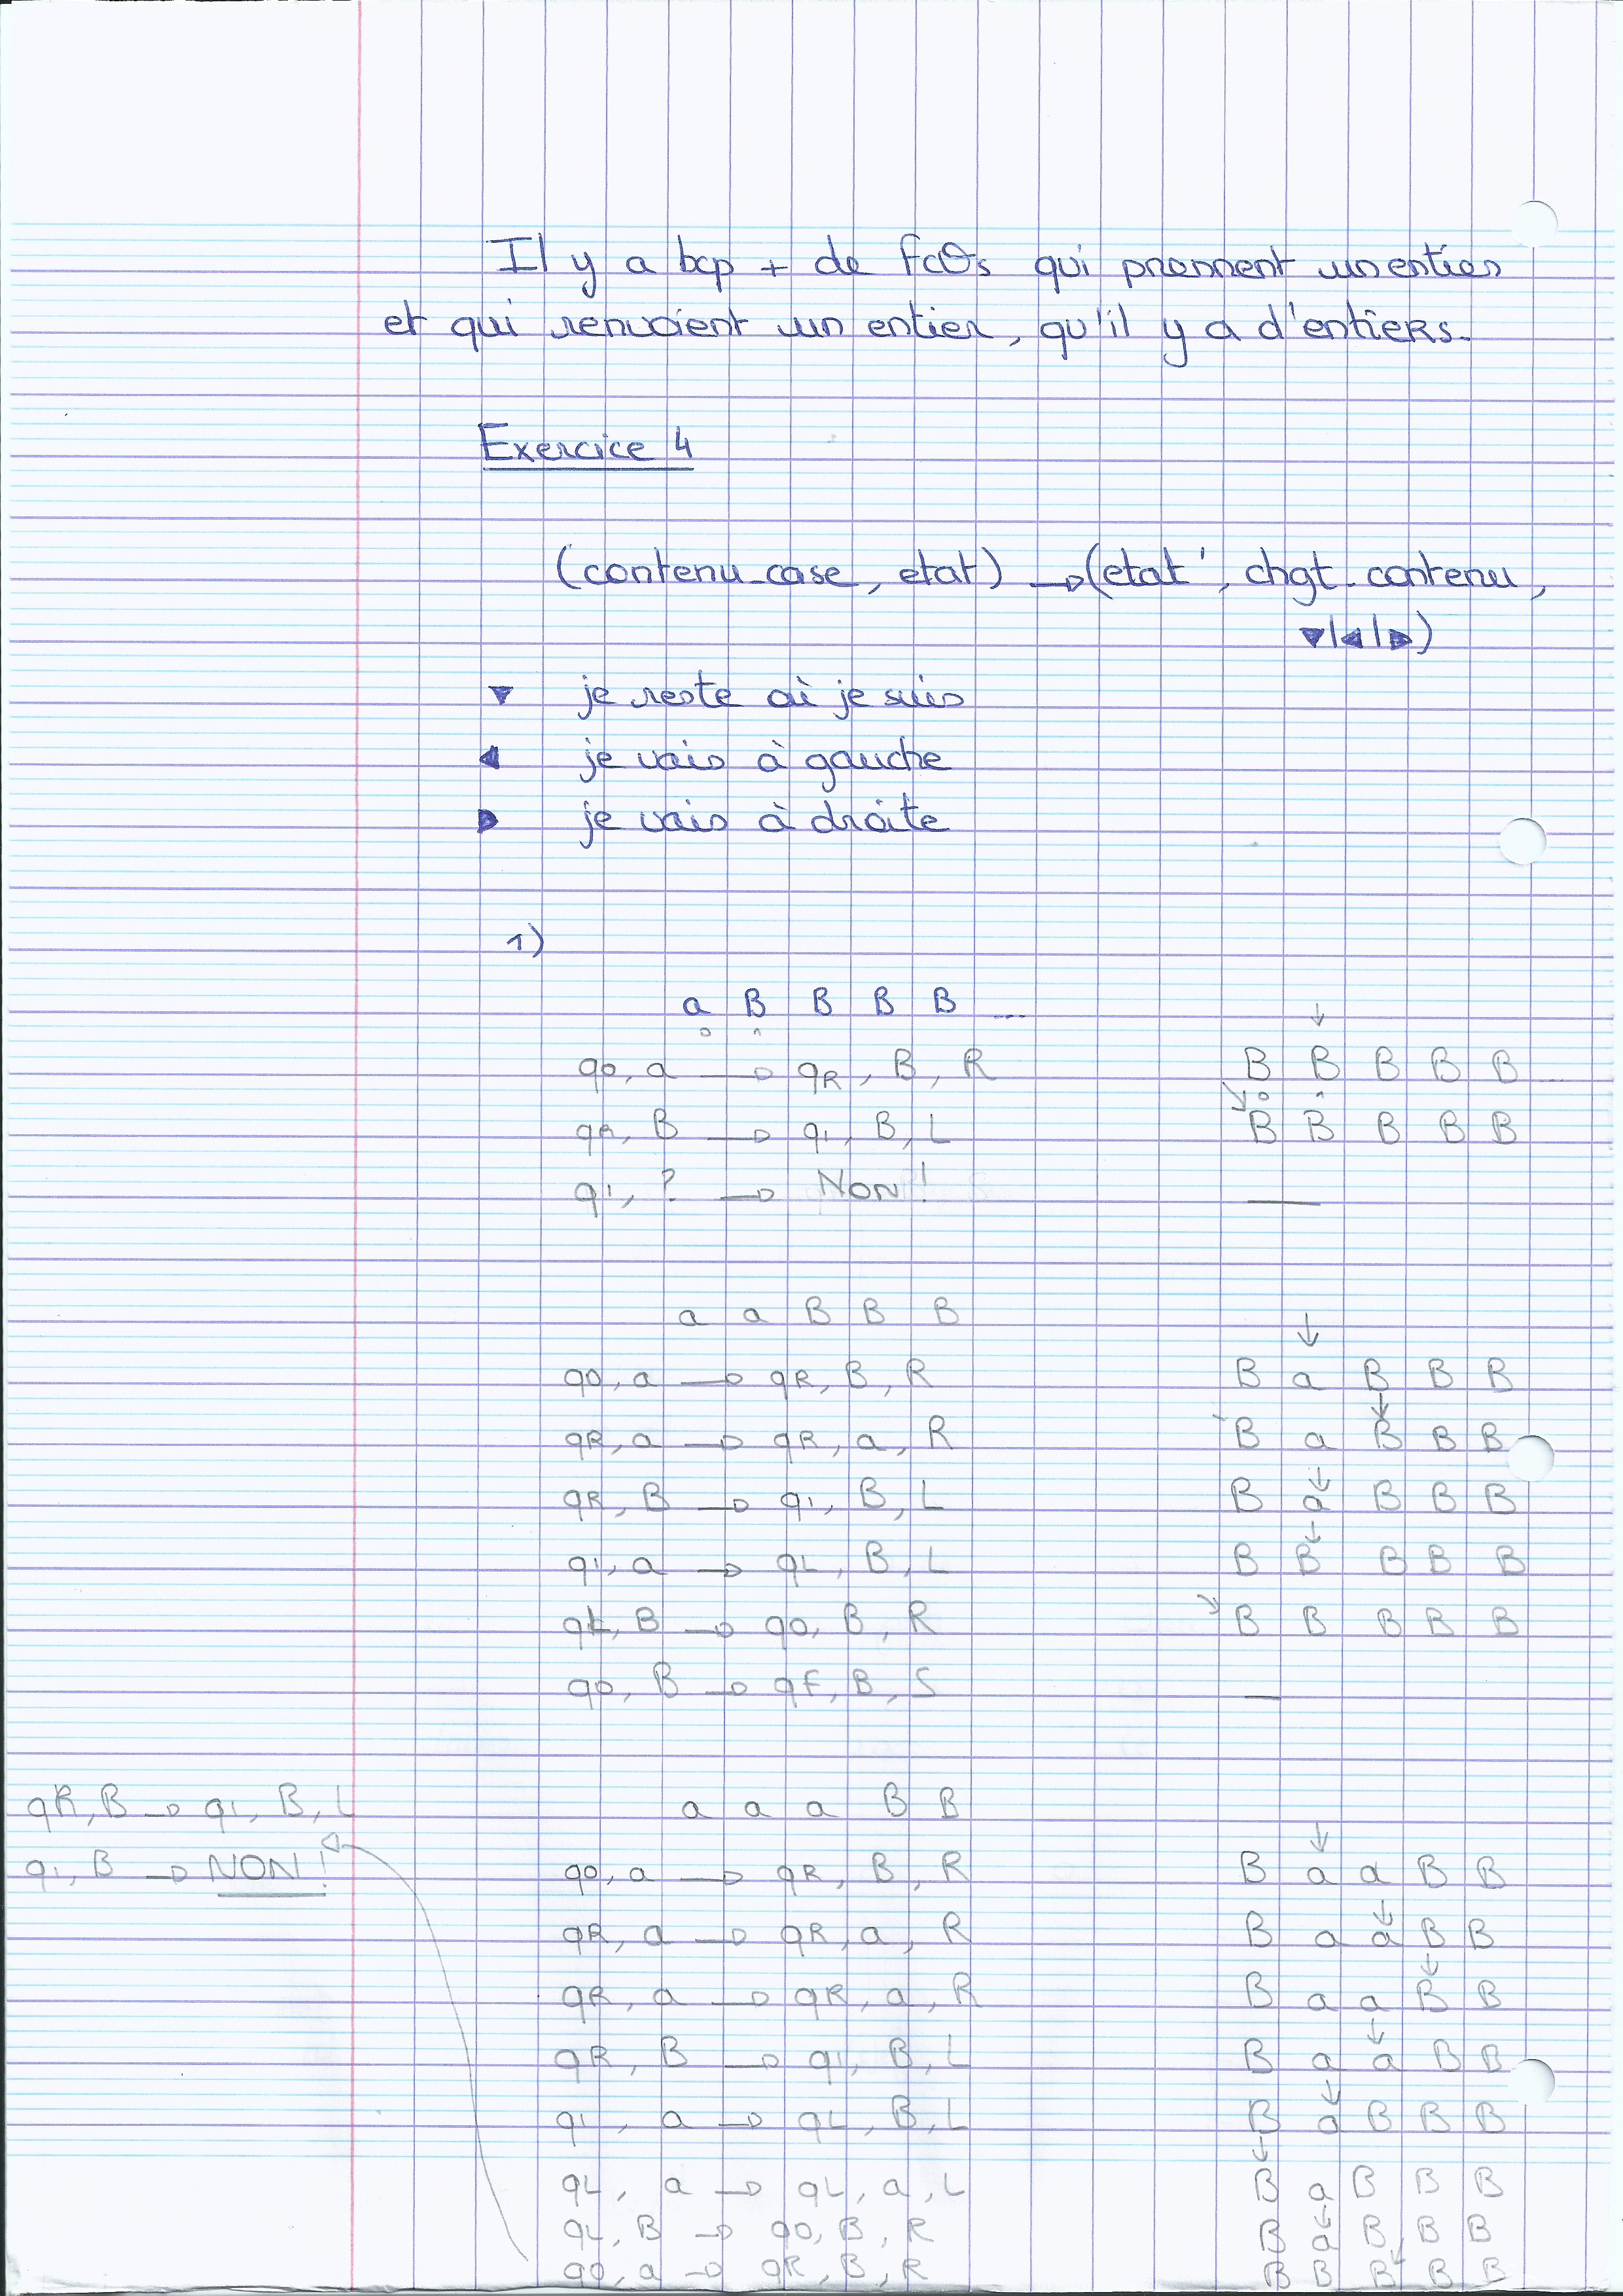 Il y a bcp + de fcθs qui prennent un entier
et qui renvoient un entier, qu'il y a d'entiers.
Exercice 4
(contenu_case, etat) → (etat', chgt_contenu,
▼|◀|▶)
▼ je reste où je suis
◀ je vais à gauche
▶ je vais à droite
1)
a B B B B ...
↓
q0, a → qR, B, R B B B B B ...
qR, B → q1, B, L B B B B B
q1, ? → NON!
a a B B B
↓
q0, a → qR, B, R B a B B B
qR, a → qR, a, R B a B B B
qR, B → q1, B, L B a B B B
q1, a → qL, B, L B B B B B
qL, B → q0, B, R B B B B B
q0, B → qF, B, S
a a a B B
↓
q0, a → qR, B, R B a a B B
qR, a → qR, a, R B a a B B
qR, a → qR, a, R B a a B B
qR, B → q1, B, L B a a B B
q1, a → qL, B, L B a B B B
qL, a → qL, a, L B a B B B
qL, B → q0, B, R B a B B B
q0, a → qR, B, R B B B B B
qR, B → q1, B, L
q1, B → NON!